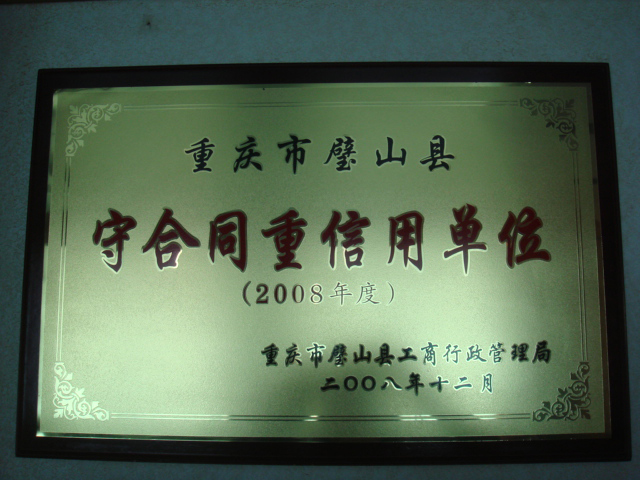 重庆市璧山县
守合同重信用单位
(2008年度)
重庆市璧山县工商行政管理局
二〇〇八年十二月